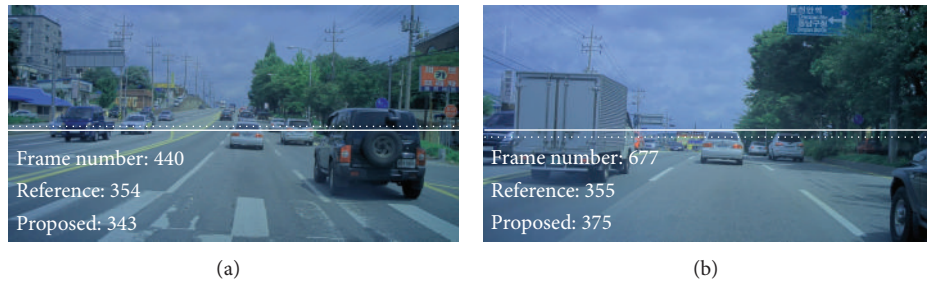 Frame number: 440
Reference: 354
Proposed: 343
(a)
Frame number: 677
Reference: 355
Proposed: 375
(b)